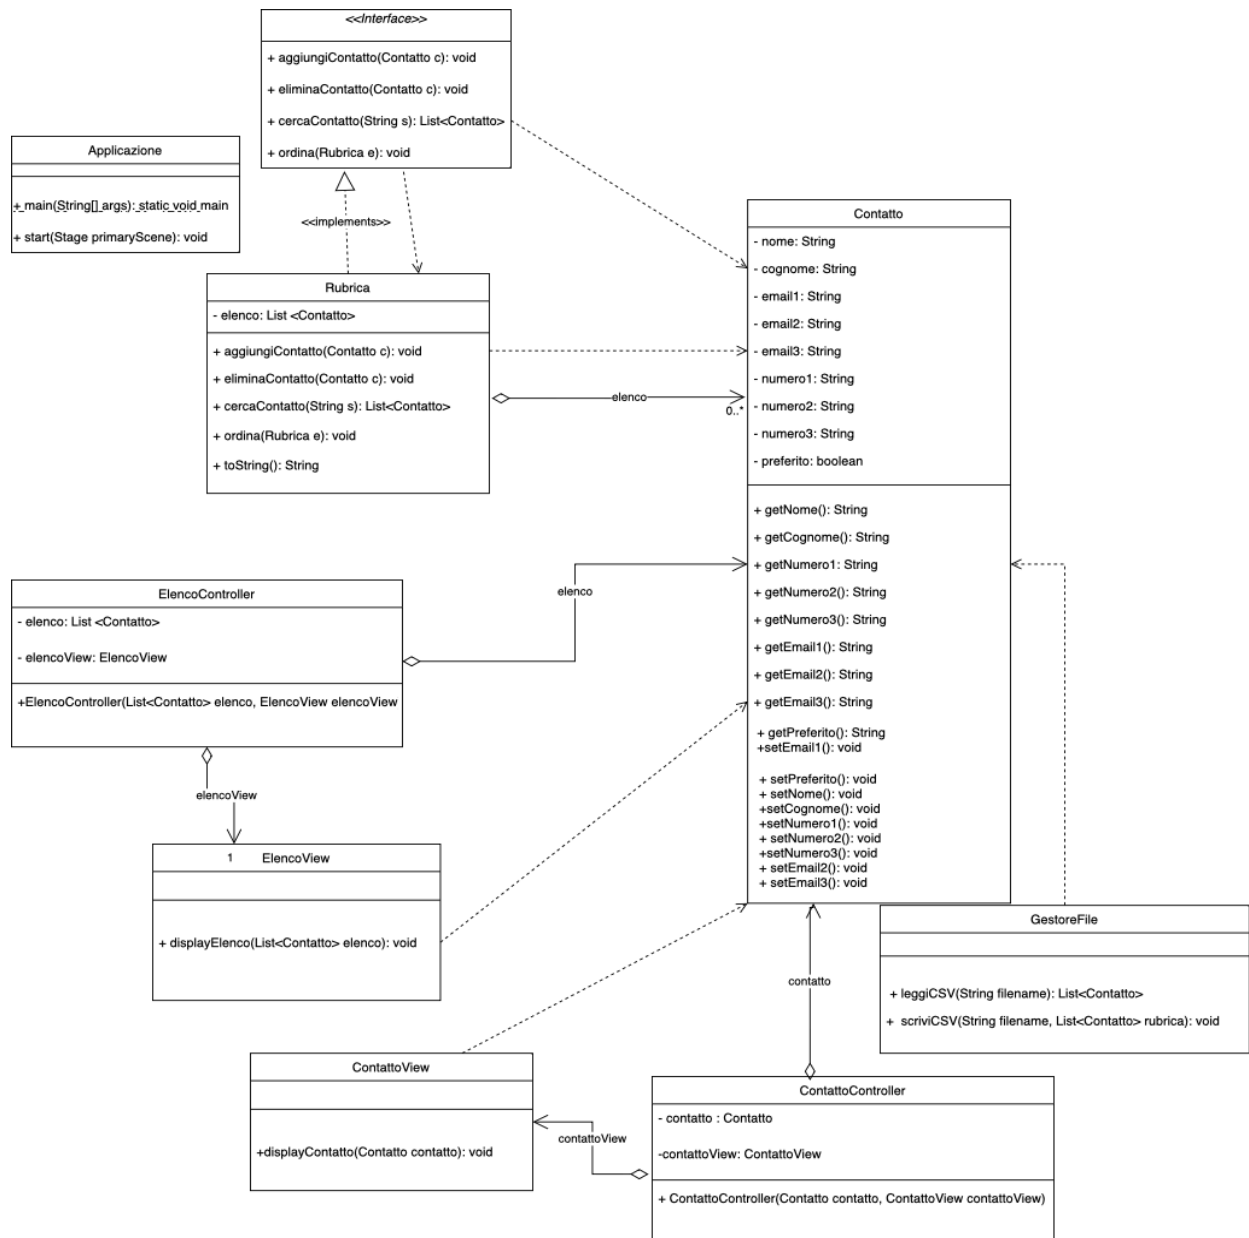 <<Interface>>
+ aggiungiContatto(Contatto c): void
+ eliminaContatto(Contatto c): void
+ cercaContatto(String s): List<Contatto>
+ ordina(Rubrica e): void
Applicazione
+ main(String[] args): static void main
+ start(Stage primaryScene): void
<<implements>>
Rubrica
- elenco: List <Contatto>
+ aggiungiContatto(Contatto c): void
+ eliminaContatto(Contatto c): void
+ cercaContatto(String s): List<Contatto>
+ ordina(Rubrica e): void
+ toString(): String
elenco
0..*
Contatto
- nome: String
- cognome: String
- email1: String
- email2: String
- email3: String
- numero1: String
- numero2: String
- numero3: String
- preferito: boolean
+ getNome(): String
+ getCognome(): String
+ getNumero1: String
+ getNumero2(): String
+ getNumero3(): String
+ getEmail1(): String
+ getEmail2(): String
+ getEmail3(): String
+ getPreferito(): String
+setEmail1(): void
+ setPreferito(): void
+ setNome(): void
+setCognome(): void
+setNumero1(): void
+ setNumero2(): void
+setNumero3(): void
+ setEmail2(): void
+ setEmail3(): void
elenco
ElencoController
- elenco: List <Contatto>
- elencoView: ElencoView
+ElencoController(List<Contatto> elenco, ElencoView elencoView
elencoView
1
ElencoView
+ displayElenco(List<Contatto> elenco): void
GestoreFile
+ leggiCSV(String filename): List<Contatto>
+ scriviCSV(String filename, List<Contatto> rubrica): void
contatto
ContattoView
+displayContatto(Contatto contatto): void
contattoView
ContattoController
- contatto : Contatto
-contattoView: ContattoView
+ ContattoController(Contatto contatto, ContattoView contattoView)